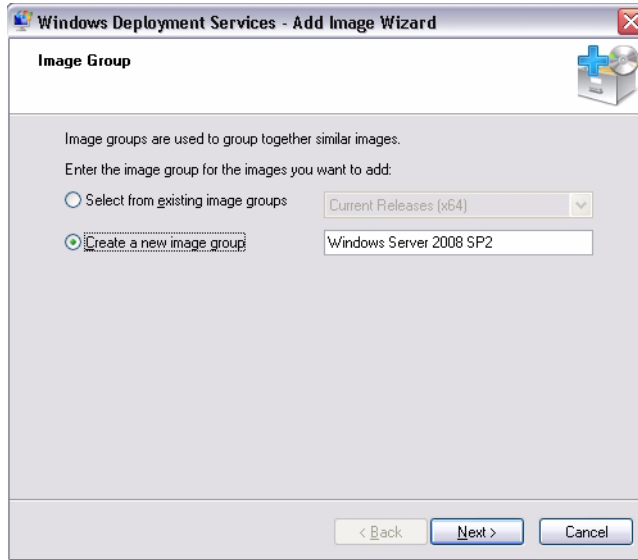 Windows Deployment Services - Add Image Wizard
Image Group
Image groups are used to group together similar images.
Enter the image group for the images you want to add:
Select from existing image groups
Current Releases (x64)
Create a new image group
Windows Server 2008 SP2
< Back
Next >
Cancel